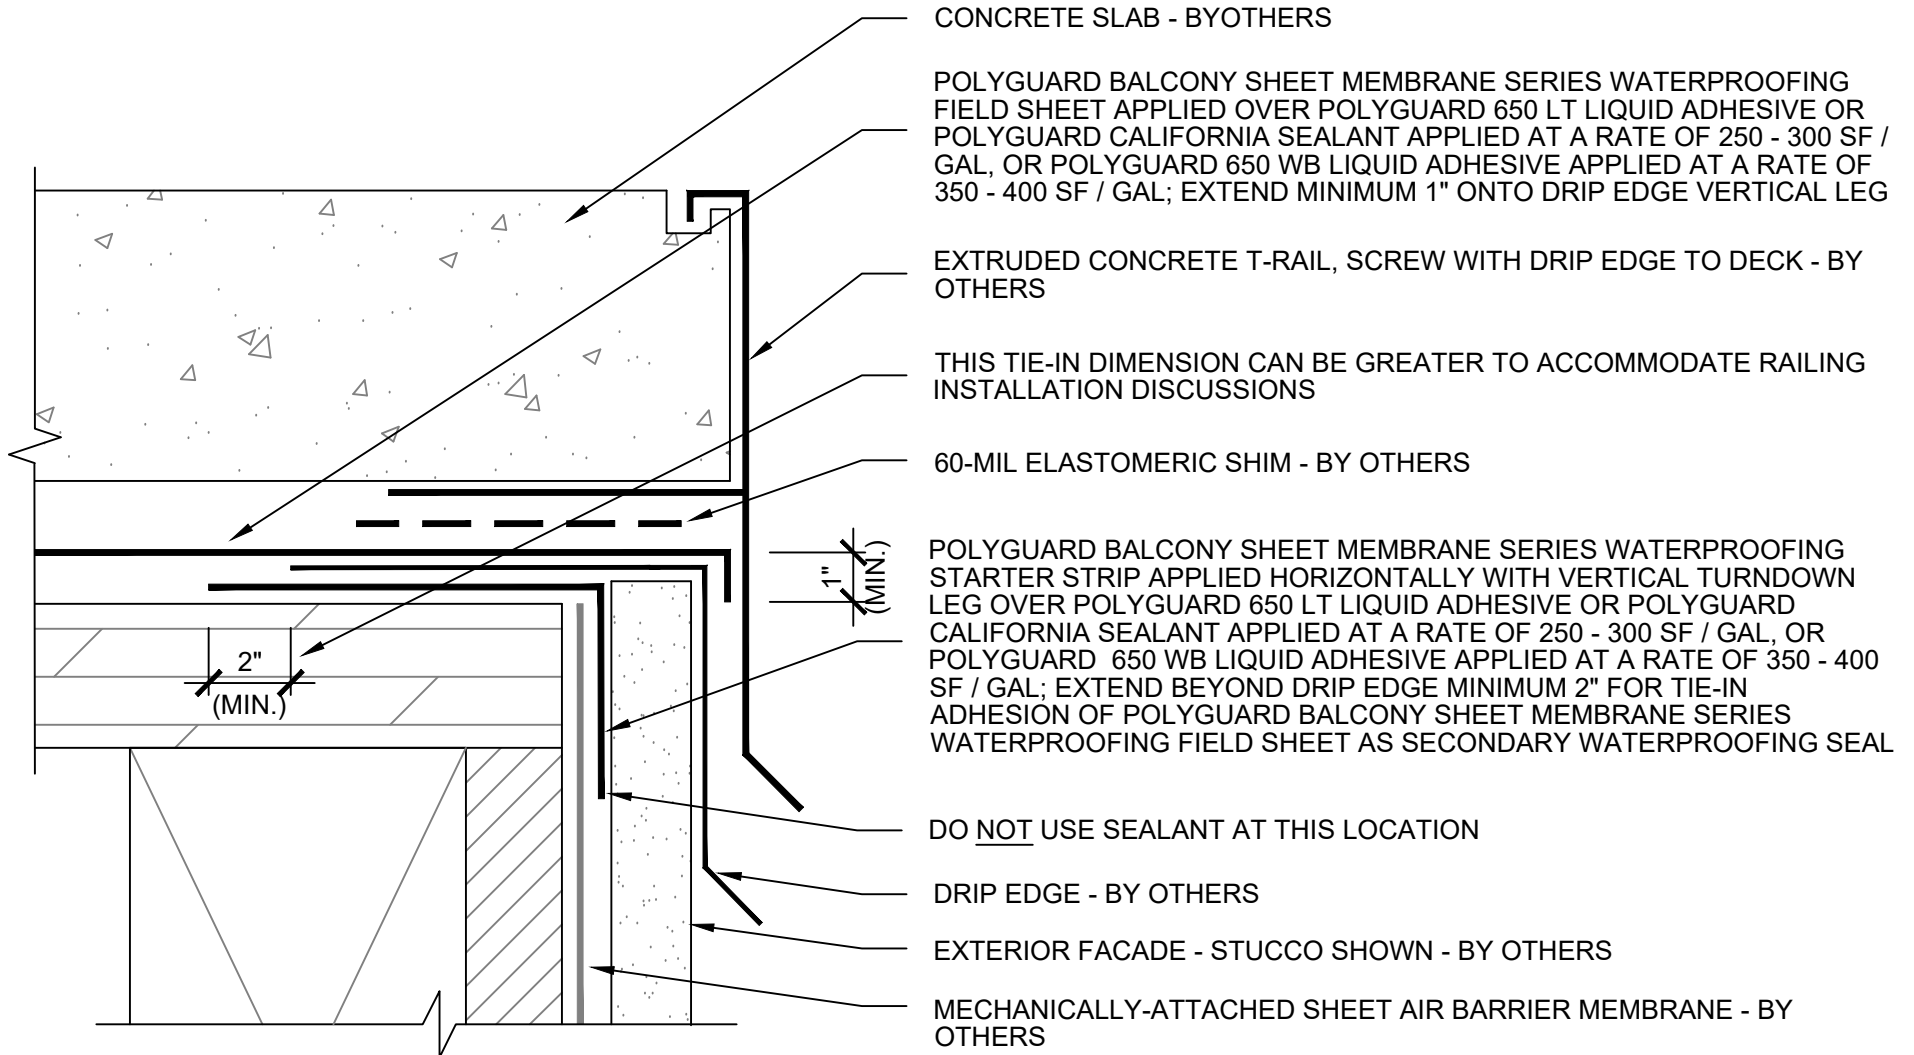 CONCRETE SLAB - BYOTHERS
POLYGUARD BALCONY SHEET MEMBRANE SERIES WATERPROOFING
FIELD SHEET APPLIED OVER POLYGUARD 650 LT LIQUID ADHESIVE OR
POLYGUARD CALIFORNIA SEALANT APPLIED AT A RATE OF 250 - 300 SF /
GAL, OR POLYGUARD 650 WB LIQUID ADHESIVE APPLIED AT A RATE OF
350 - 400 SF / GAL; EXTEND MINIMUM 1" ONTO DRIP EDGE VERTICAL LEG
EXTRUDED CONCRETE T-RAIL, SCREW WITH DRIP EDGE TO DECK - BY
OTHERS
THIS TIE-IN DIMENSION CAN BE GREATER TO ACCOMMODATE RAILING
INSTALLATION DISCUSSIONS
60-MIL ELASTOMERIC SHIM - BY OTHERS
1"
(MIN.)
POLYGUARD BALCONY SHEET MEMBRANE SERIES WATERPROOFING
STARTER STRIP APPLIED HORIZONTALLY WITH VERTICAL TURNDOWN
LEG OVER POLYGUARD 650 LT LIQUID ADHESIVE OR POLYGUARD
CALIFORNIA SEALANT APPLIED AT A RATE OF 250 - 300 SF / GAL, OR
POLYGUARD  650 WB LIQUID ADHESIVE APPLIED AT A RATE OF 350 - 400
SF / GAL; EXTEND BEYOND DRIP EDGE MINIMUM 2" FOR TIE-IN
ADHESION OF POLYGUARD BALCONY SHEET MEMBRANE SERIES
WATERPROOFING FIELD SHEET AS SECONDARY WATERPROOFING SEAL
2"
(MIN.)
DO NOT USE SEALANT AT THIS LOCATION
DRIP EDGE - BY OTHERS
EXTERIOR FACADE - STUCCO SHOWN - BY OTHERS
MECHANICALLY-ATTACHED SHEET AIR BARRIER MEMBRANE - BY
OTHERS